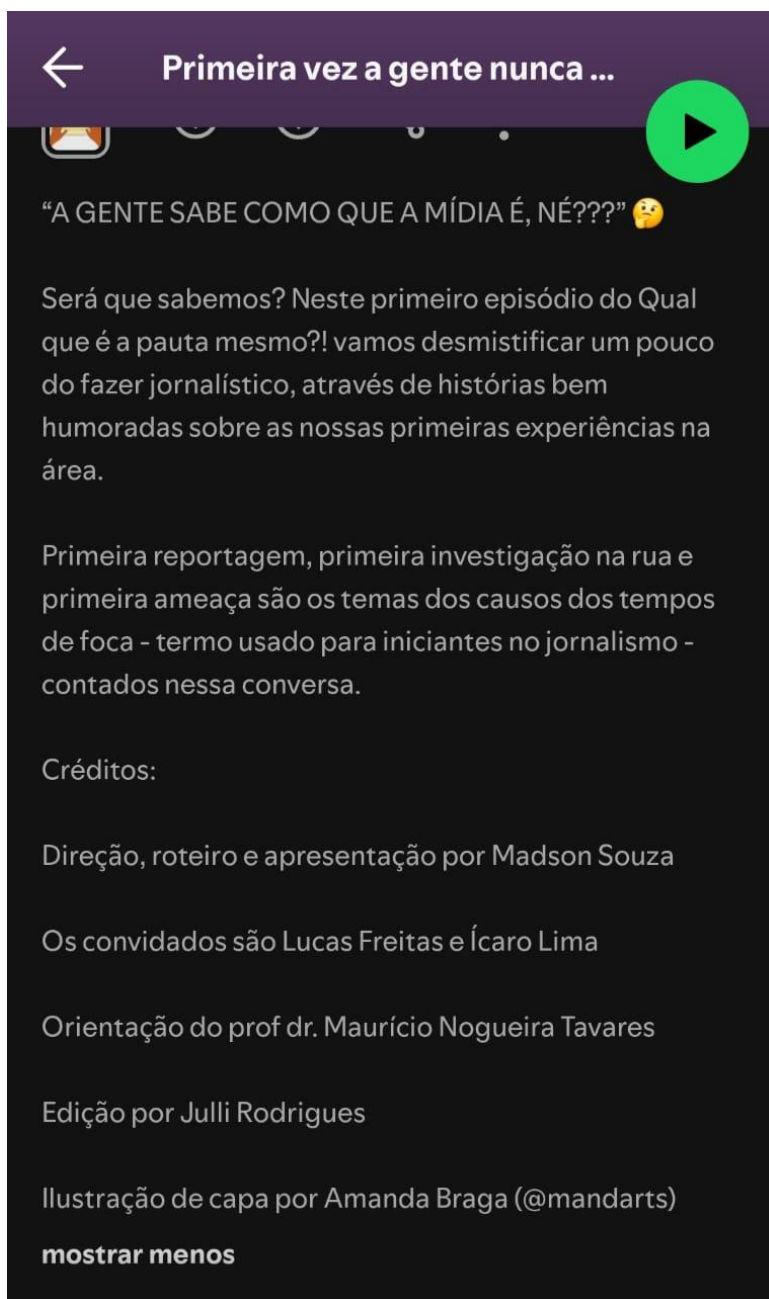 Primeira vez a gente nunca ...
“A GENTE SABE COMO QUE A MÍDIA É, NÉ???” 🤔
Será que sabemos? Neste primeiro episódio do Qual
que é a pauta mesmo?! vamos desmistificar um pouco
do fazer jornalístico, através de histórias bem
humoradas sobre as nossas primeiras experiências na
área.
Primeira reportagem, primeira investigação na rua e
primeira ameaça são os temas dos causos dos tempos
de foca - termo usado para iniciantes no jornalismo -
contados nessa conversa.
Créditos:
Direção, roteiro e apresentação por Madson Souza
Os convidados são Lucas Freitas e Ícaro Lima
Orientação do prof dr. Maurício Nogueira Tavares
Edição por Julli Rodrigues
Ilustração de capa por Amanda Braga (@mandarts)
mostrar menos